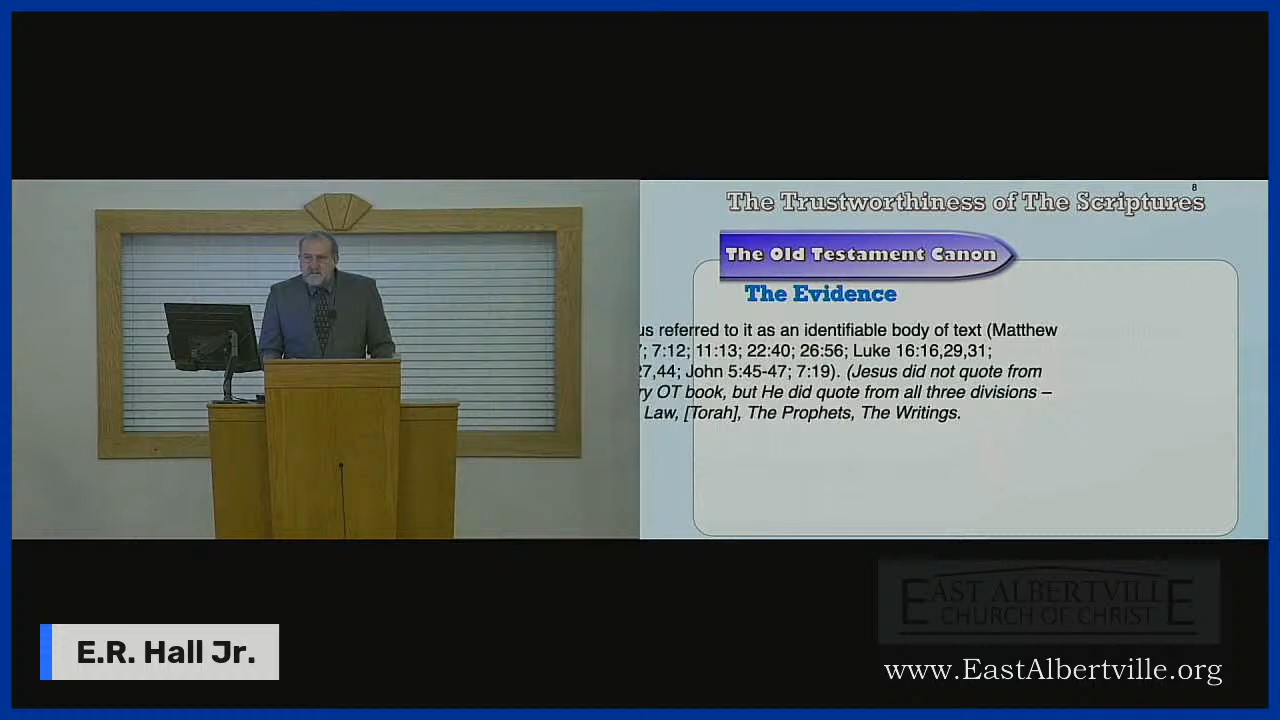 8
The Trustworthiness of The Scriptures
The Old Testament Canon
The Evidence
us referred to it as an identifiable body of text (Matthew
; 7:12; 11:13; 22:40; 26:56; Luke 16:16,29,31;
27,44; John 5:45-47; 7:19). (Jesus did not quote from
ry OT book, but He did quote from all three divisions –
Law, [Torah], The Prophets, The Writings.
EAST ALBERTVILLE
CHURCH OF CHRIST
E.R. Hall Jr.
www.EastAlbertville.org